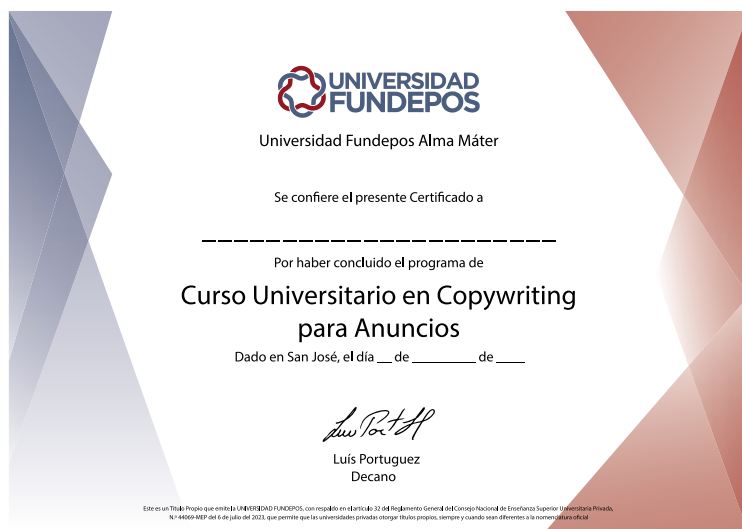 UNIVERSIDAD
FUNDEPOS
Universidad Fundepos Alma Máter
Se confiere el presente Certificado a
Por haber concluido el programa de
Curso Universitario en Copywriting
para Anuncios
Dado en San José, el día __ de ________ de ____
Luís Portuguez
Decano
Este es un Título Propio que emite la UNIVERSIDAD FUNDEPOS, con respaldo en el artículo 32 del Reglamento General del Consejo Nacional de Enseñanza Superior Universitaria Privada,
N.º 44069-MEP del 6 de julio del 2023, que permite que las universidades privadas otorgar títulos propios, siempre y cuando sean diferentes a la nomenclatura oficial